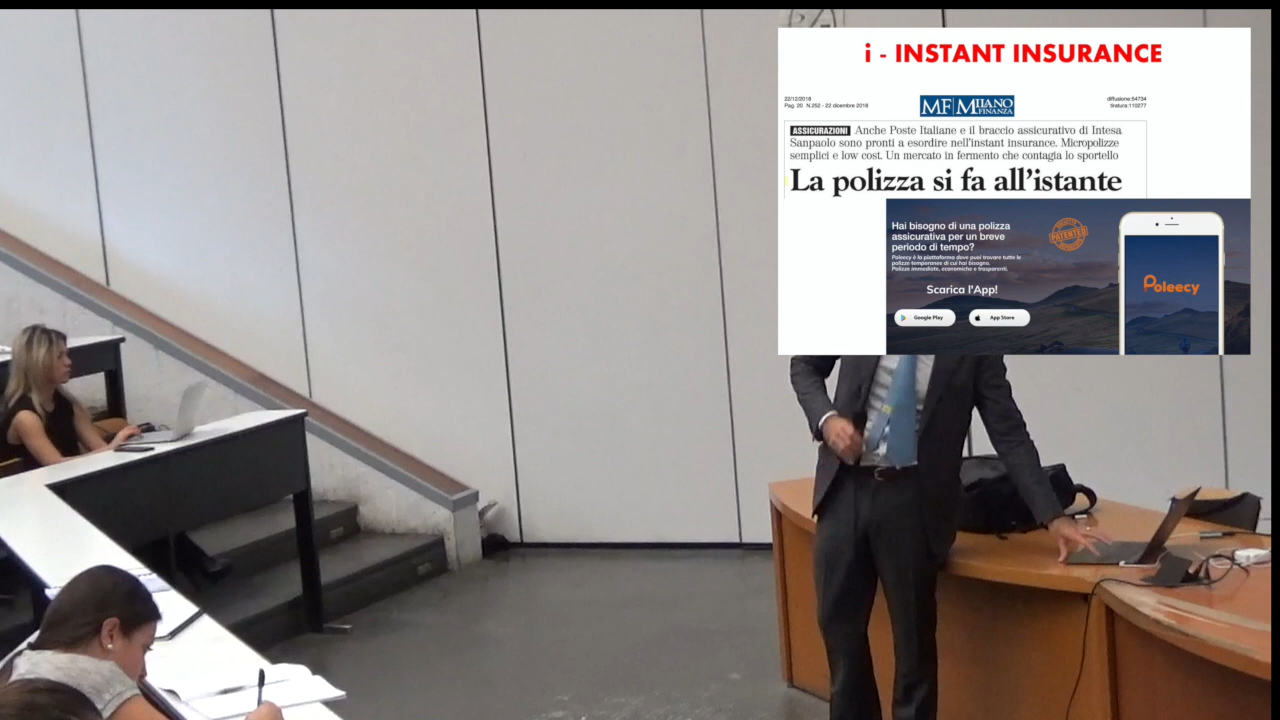 i - INSTANT INSURANCE
22/12/2018
Pag. 20 N.252 - 22 dicembre 2018
MF MILANO
FINANZA
diffusione:54734
tiratura:110277
ASSICURAZIONI Anche Poste Italiane e il braccio assicurativo di Intesa
Sanpaolo sono pronti a esordire nell'instant insurance. Micropolizze
semplici e low cost. Un mercato in fermento che contagia lo sportello
La polizza si fa all'istante
Hai bisogno di una polizza
assicurativa per un breve
periodo di tempo?
Poleecy è la piattaforma dove puoi trovare tutte le
polizze temporanee di cui hai bisogno.
Polizze immediate, economiche e trasparenti.
PATENTED
Scarica l'App!
Google Play
App Store
Poleecy